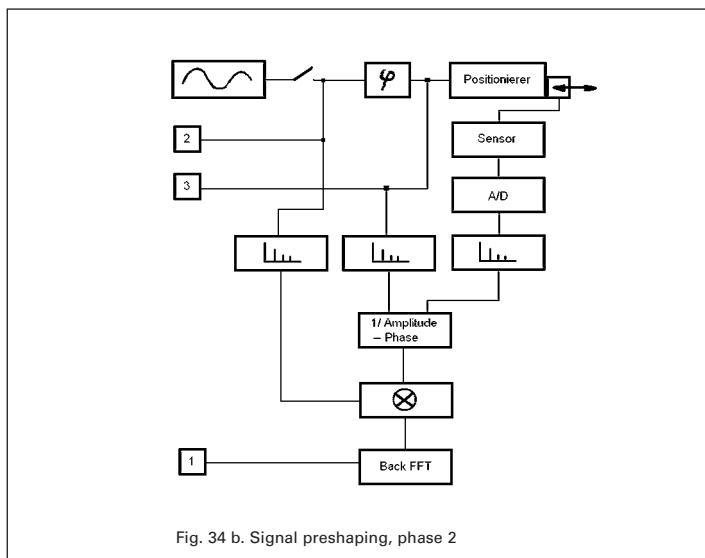 φ
Positionierer
2
Sensor
3
A/D
1/ Amplitude
– Phase
1
Back FFT
Fig. 34 b. Signal preshaping, phase 2